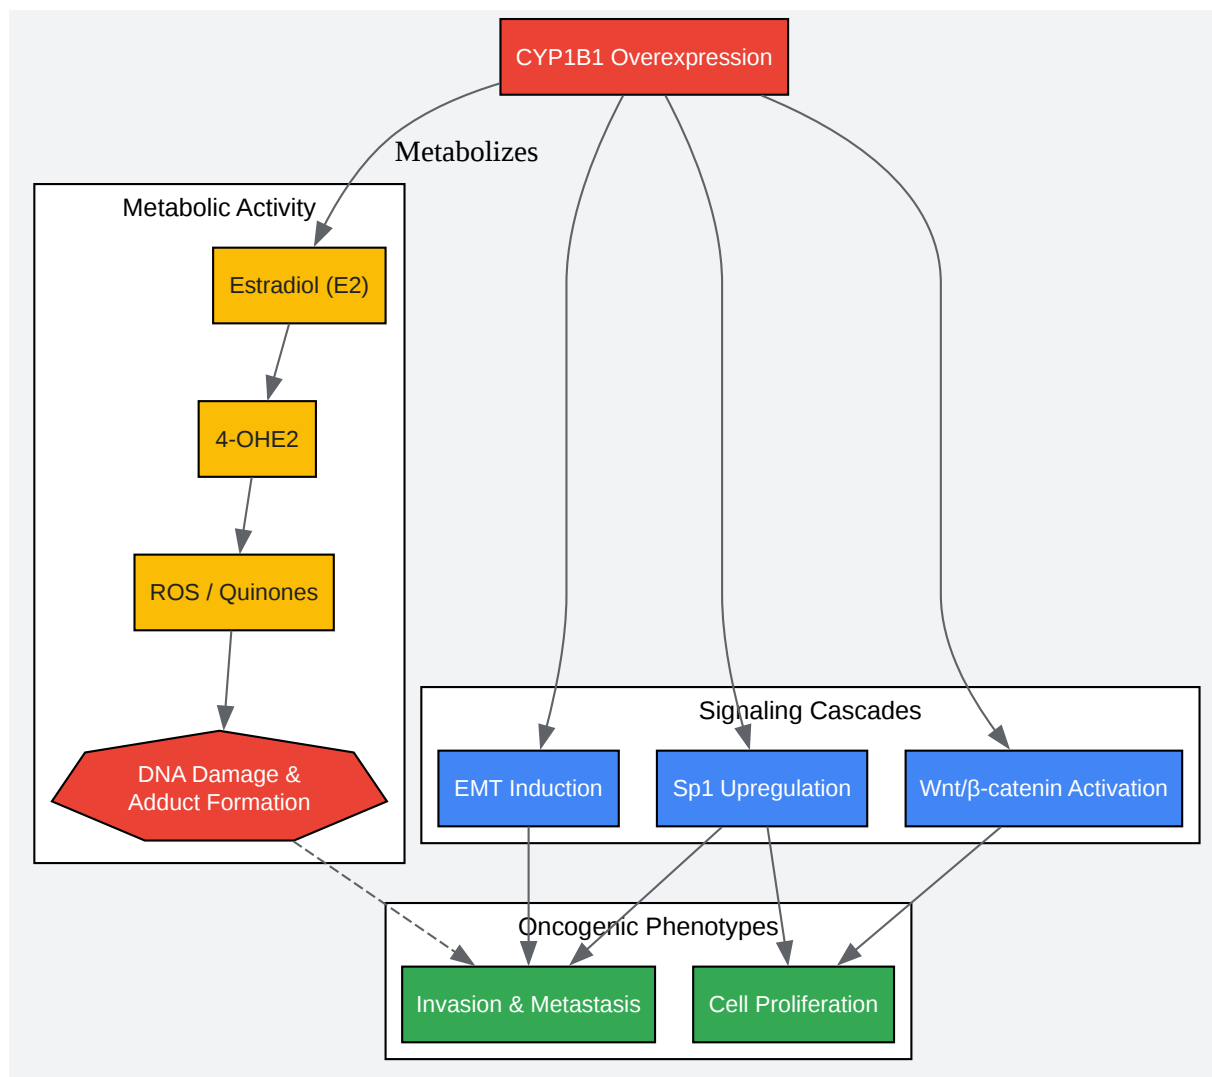 CYP1B1 Overexpression
Metabolizes
Metabolic Activity
Estradiol (E2)
4-OHE2
ROS / Quinones
DNA Damage &
Adduct Formation
Signaling Cascades
EMT Induction
Sp1 Upregulation
Wnt/β-catenin Activation
Oncogenic Phenotypes
Invasion & Metastasis
Cell Proliferation